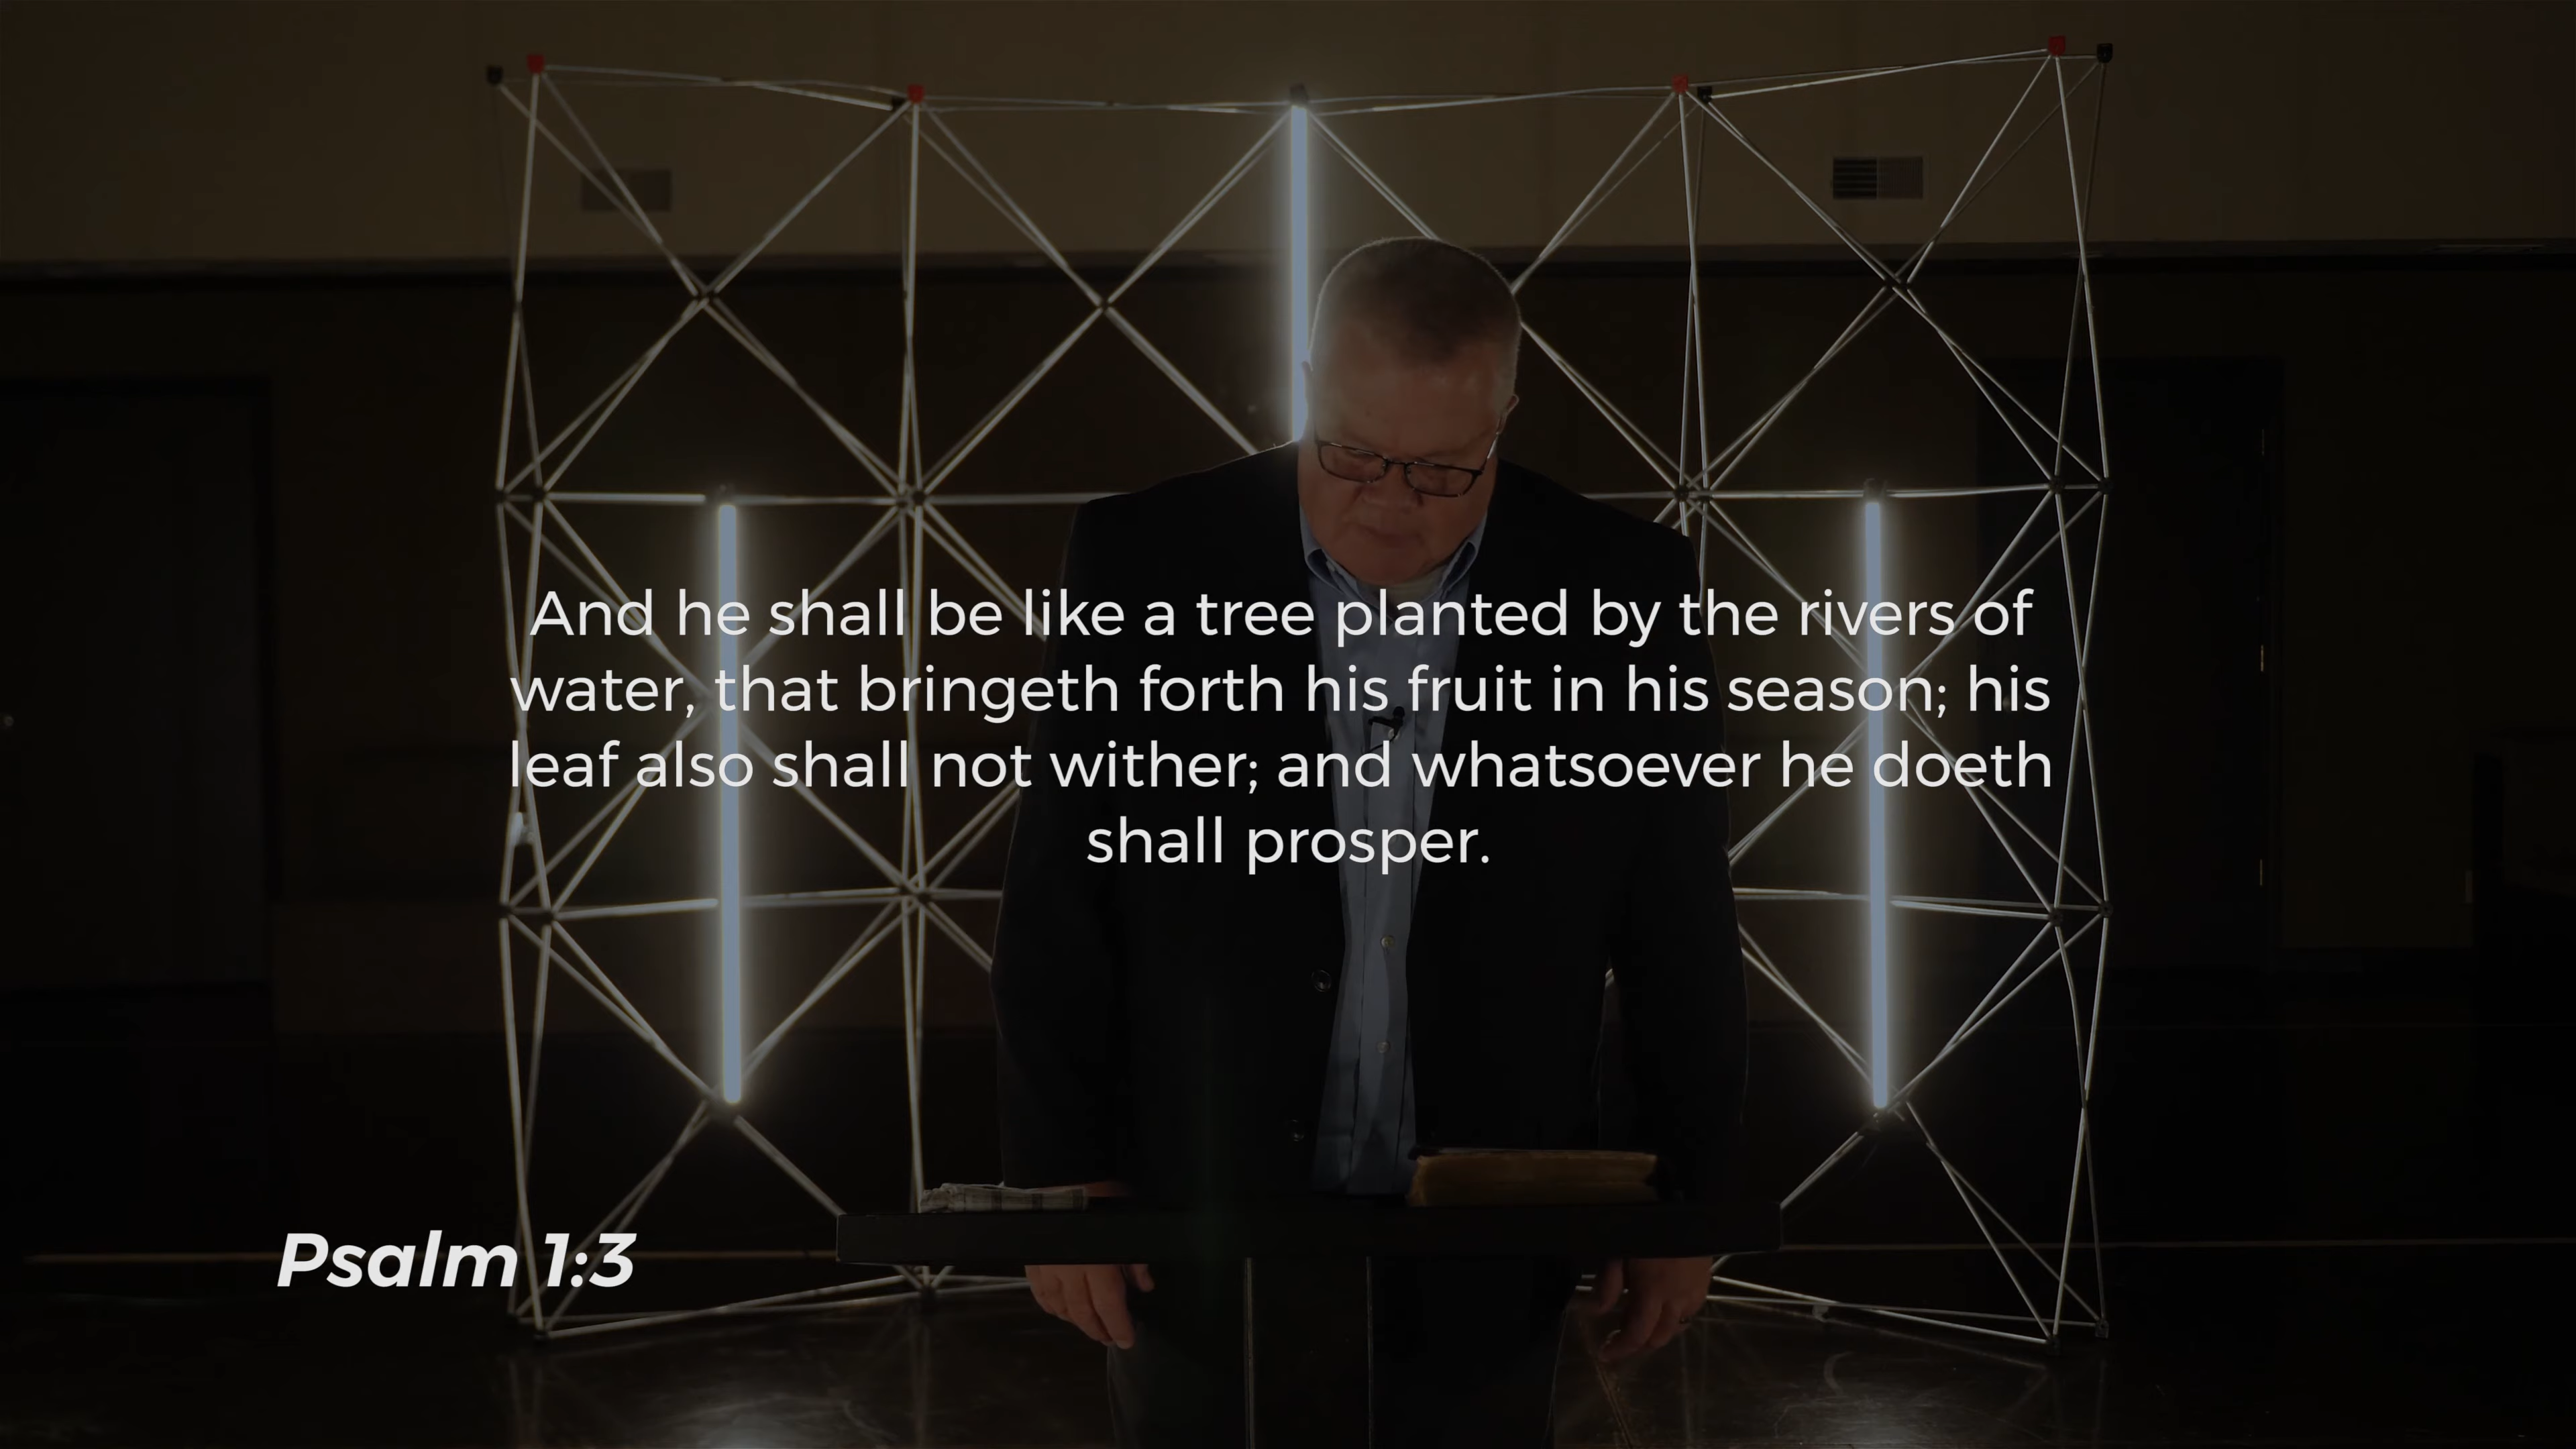 And he shall be like a tree planted by the rivers of
water, that bringeth forth his fruit in his season; his
leaf also shall not wither; and whatsoever he doeth
shall prosper.
Psalm 1:3